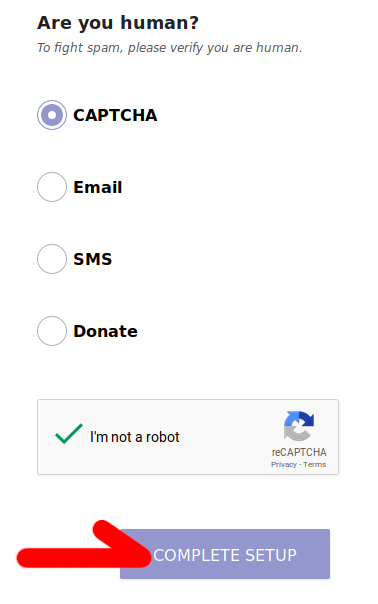 Are you human?
To fight spam, please verify you are human.
CAPTCHA
Email
SMS
Donate
I'm not a robot
reCAPTCHA
Privacy - Terms
COMPLETE SETUP